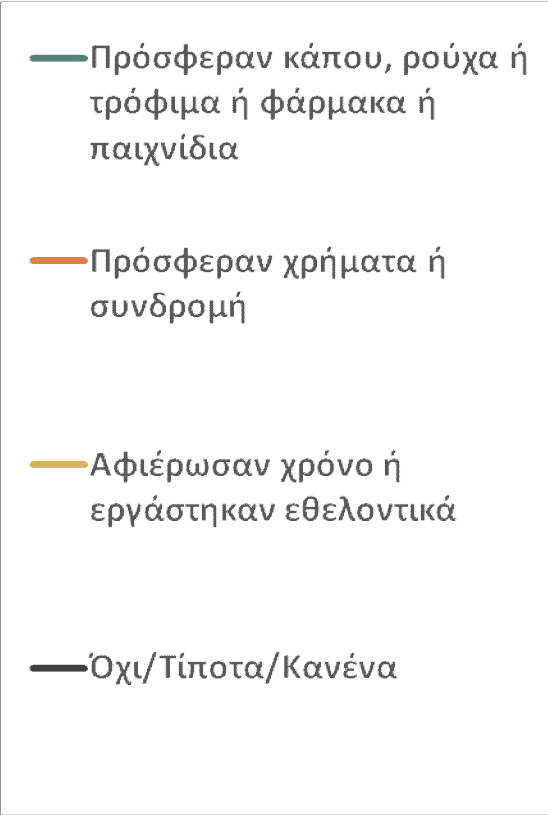 Πρόσφεραν κάπου, ρούχα ή
τρόφιμα ή φάρμακα ή
παιχνίδια
Πρόσφεραν χρήματα ή
συνδρομή
Αφιέρωσαν χρόνο ή
εργάστηκαν εθελοντικά
Όχι/Τίποτα/Κανένα